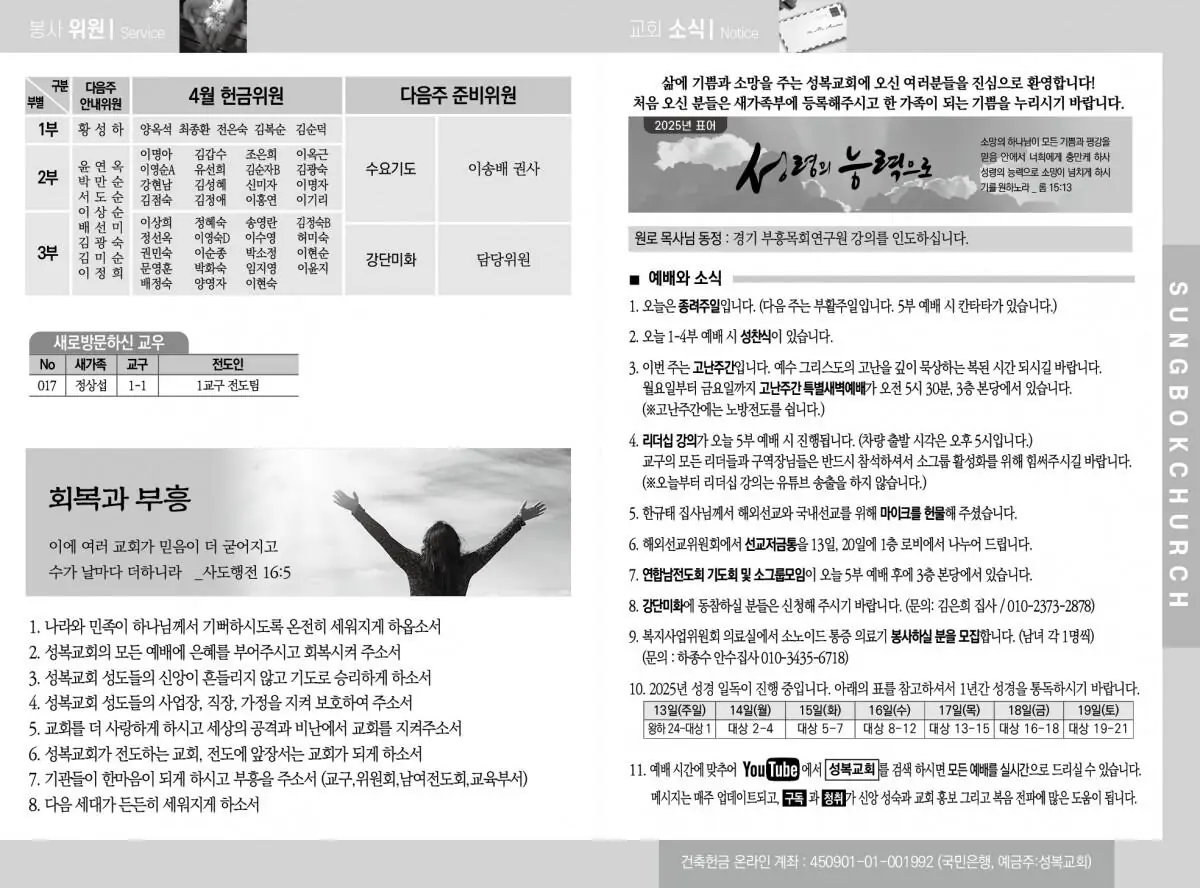 봉사 위원 | Service
구분
부별
다음주
안내위원
4월 헌금위원
다음주 준비위원
1부
황성하
양옥석 최종환 전은숙 김복순 김순덕
2부
윤연옥
박만순
서도순
이상순
배선미
김광숙
김미순
이정희
이명아 김갑수 조은희 이옥근
이영순A 유선희 김순자B 김광숙
강현남 김성혜 신미자 이명자
김점숙 김정애 이홍연 이기리
3부
이상희 정혜숙 송영란 김정숙B
정선옥 이영숙D 이수영 허미숙
권민숙 이순종 박소정 이현순
문영훈 박화숙 임지영 이윤지
배정숙 양영자 이현숙
수요기도
이송배 권사
강단미화
담당위원
새로방문하신 교우
No 새가족 교구 전도인
017 정상섭 1-1 1교구 전도팀
회복과 부흥
이에 여러 교회가 믿음이 더 굳어지고
수가 날마다 더하니라 _사도행전 16:5
1. 나라와 민족이 하나님께서 기뻐하시도록 온전히 세워지게 하옵소서
2. 성복교회의 모든 예배에 은혜를 부어주시고 회복시켜 주소서
3. 성복교회 성도들의 신앙이 흔들리지 않고 기도로 승리하게 하소서
4. 성복교회 성도들의 사업장, 직장, 가정을 지켜 보호하여 주소서
5. 교회를 더 사랑하게 하시고 세상의 공격과 비난에서 교회를 지켜주소서
6. 성복교회가 전도하는 교회, 전도에 앞장서는 교회가 되게 하소서
7. 기관들이 한마음이 되게 하시고 부흥을 주소서 (교구,위원회,남여전도회,교육부서)
8. 다음 세대가 든든히 세워지게 하소서
교회 소식 | Notice
삶에 기쁨과 소망을 주는 성복교회에 오신 여러분들을 진심으로 환영합니다!
처음 오신 분들은 새가족부에 등록해주시고 한 가족이 되는 기쁨을 누리시기 바랍니다.
2025년 표어
성령의 능력으로
소망의 하나님이 모든 기쁨과 평강을
믿음 안에서 너희에게 충만케 하사
성령의 능력으로 소망이 넘치게 하시
기를 원하노라 _ 롬 15:13
원로 목사님 동정 : 경기 부흥목회연구원 강의를 인도하십니다.
■ 예배와 소식
1. 오늘은 종려주일입니다. (다음 주는 부활주일입니다. 5부 예배 시 칸타타가 있습니다.)
2. 오늘 1-4부 예배 시 성찬식이 있습니다.
3. 이번 주는 고난주간입니다. 예수 그리스도의 고난을 깊이 묵상하는 복된 시간 되시길 바랍니다.
월요일부터 금요일까지 고난주간 특별새벽예배가 오전 5시 30분, 3층 본당에서 있습니다.
(※고난주간에는 노방전도를 쉽니다.)
4. 리더십 강의가 오늘 5부 예배 시 진행됩니다. (차량 출발 시각은 오후 5시입니다.)
교구의 모든 리더들과 구역장님들은 반드시 참석하셔서 소그룹 활성화를 위해 힘써주시길 바랍니다.
(※오늘부터 리더십 강의는 유튜브 송출을 하지 않습니다.)
5. 한규태 집사님께서 해외선교와 국내선교를 위해 마이크를 헌물해 주셨습니다.
6. 해외선교위원회에서 선교저금통을 13일, 20일에 1층 로비에서 나누어 드립니다.
7. 연합남전도회 기도회 및 소그룹모임이 오늘 5부 예배 후에 3층 본당에서 있습니다.
8. 강단미화에 동참하실 분들은 신청해 주시기 바랍니다. (문의: 김은희 집사 / 010-2373-2878)
9. 복지사업위원회 의료실에서 소노이드 통증 의료기 봉사하실 분을 모집합니다. (남녀 각 1명씩)
(문의 : 하종수 안수집사 010-3435-6718)
10. 2025년 성경 일독이 진행 중입니다. 아래의 표를 참고하셔서 1년간 성경을 통독하시기 바랍니다.
13일(주일) 14일(월) 15일(화) 16일(수) 17일(목) 18일(금) 19일(토)
왕하 24-대상 1 대상 2-4 대상 5-7 대상 8-12 대상 13-15 대상 16-18 대상 19-21
11. 예배 시간에 맞추어 YouTube에서 성복교회를 검색 하시면 모든 예배를 실시간으로 드리실 수 있습니다.
메시지는 매주 업데이트되고, 구독 과 청취가 신앙 성숙과 교회 홍보 그리고 복음 전파에 많은 도움이 됩니다.
SUNGBOKCHURCH
건축헌금 온라인 계좌 : 450901-01-001992 (국민은행, 예금주:성복교회)